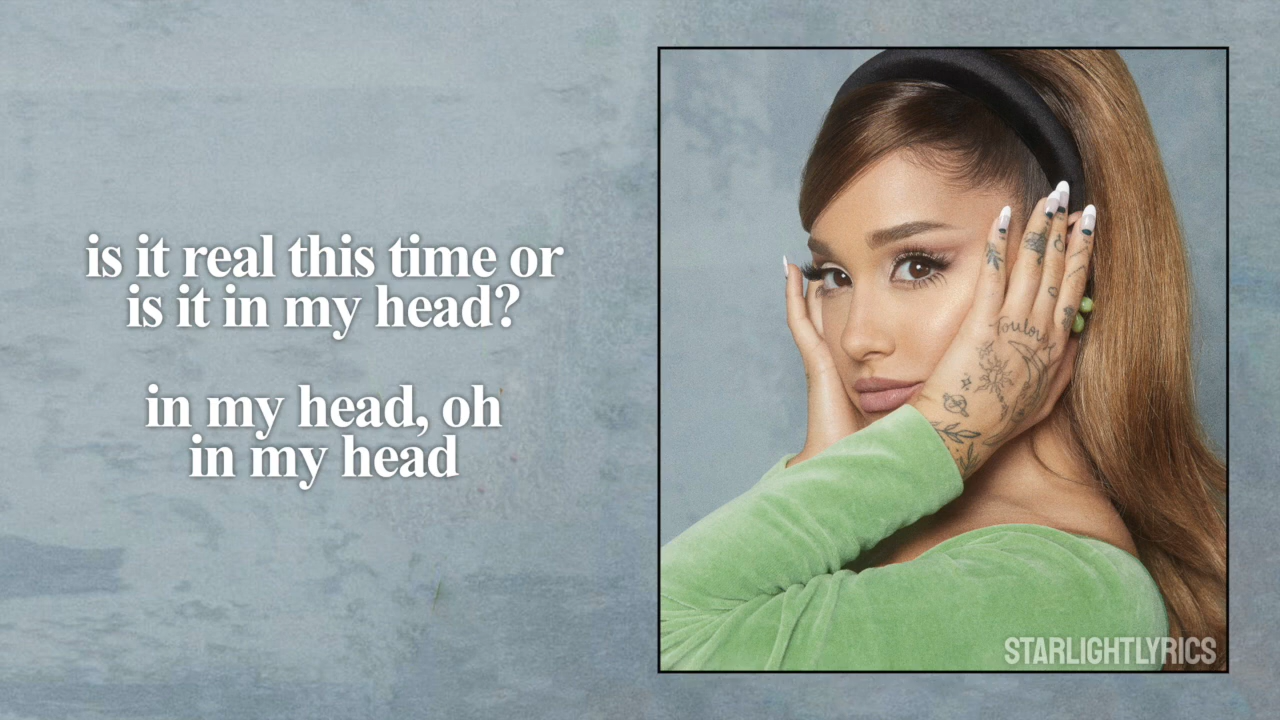 is it real this time or
is it in my head?
in my head, oh
in my head
Toulouse
STARLIGHTLYRICS